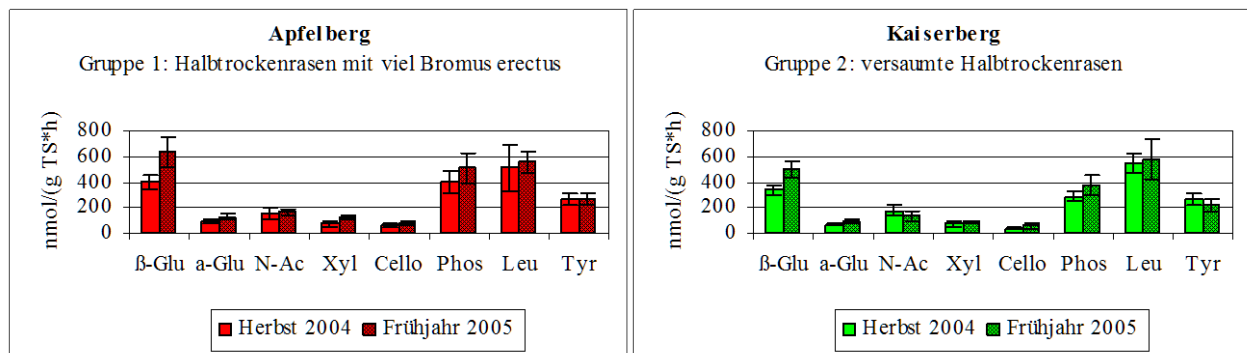 Apfelberg
Gruppe 1: Halbtrockenrasen mit viel Bromus erectus
nmol/(g TS*h)
800
600
400
200
0
ß-Glu a-Glu N-Ac Xyl Cello Phos Leu Tyr
Herbst 2004 Frühjahr 2005
Kaiserberg
Gruppe 2: versaumte Halbtrockenrasen
nmol/(g TS*h)
800
600
400
200
0
ß-Glu a-Glu N-Ac Xyl Cello Phos Leu Tyr
Herbst 2004 Frühjahr 2005